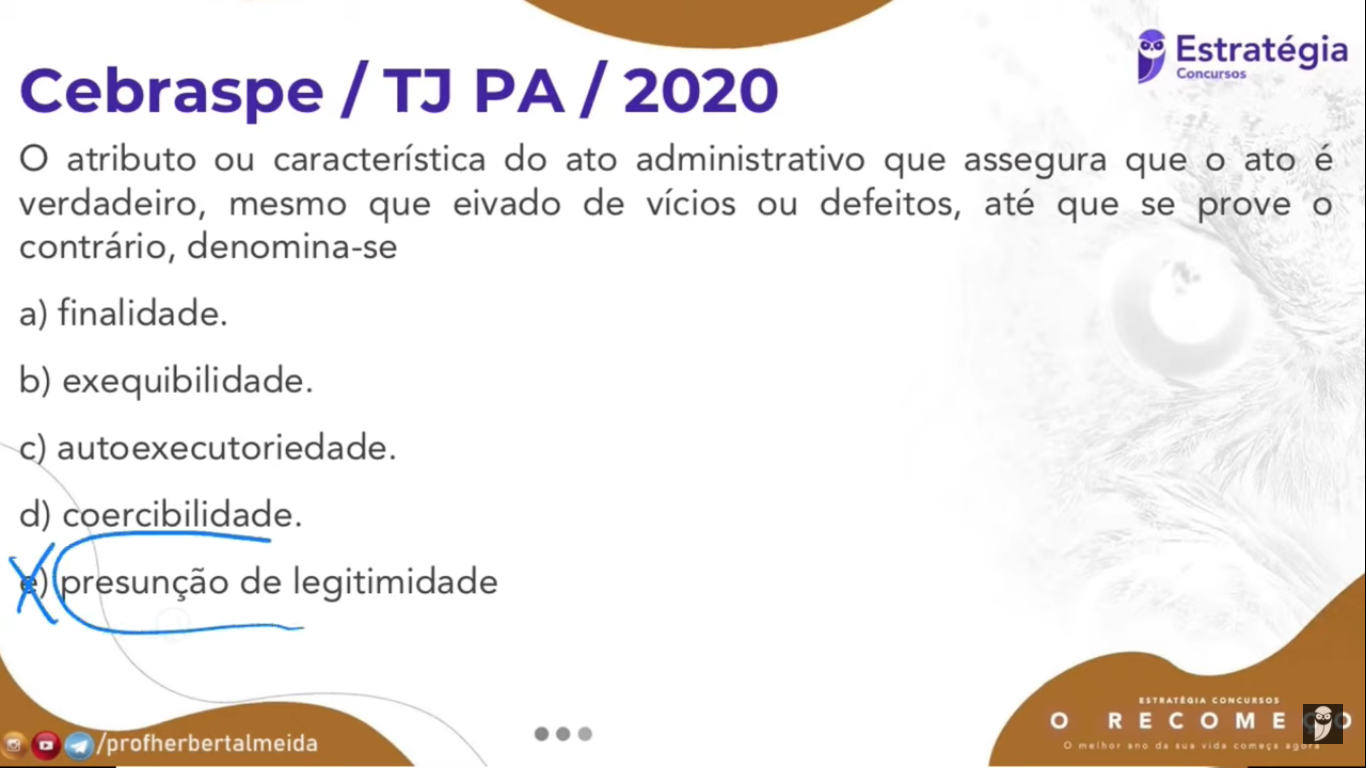 Estratégia
Concursos
Cebraspe / TJ PA / 2020
O atributo ou característica do ato administrativo que assegura que o ato é
verdadeiro, mesmo que eivado de vícios ou defeitos, até que se prove o
contrário, denomina-se
a) finalidade.
b) exequibilidade.
c) autoexecutoriedade.
d) coercibilidade.
e) presunção de legitimidade
/profherbertalmeida
ESTRATÉGIA CONCURSOS
O RECOMEÇO
O melhor ano da sua vida começa agora